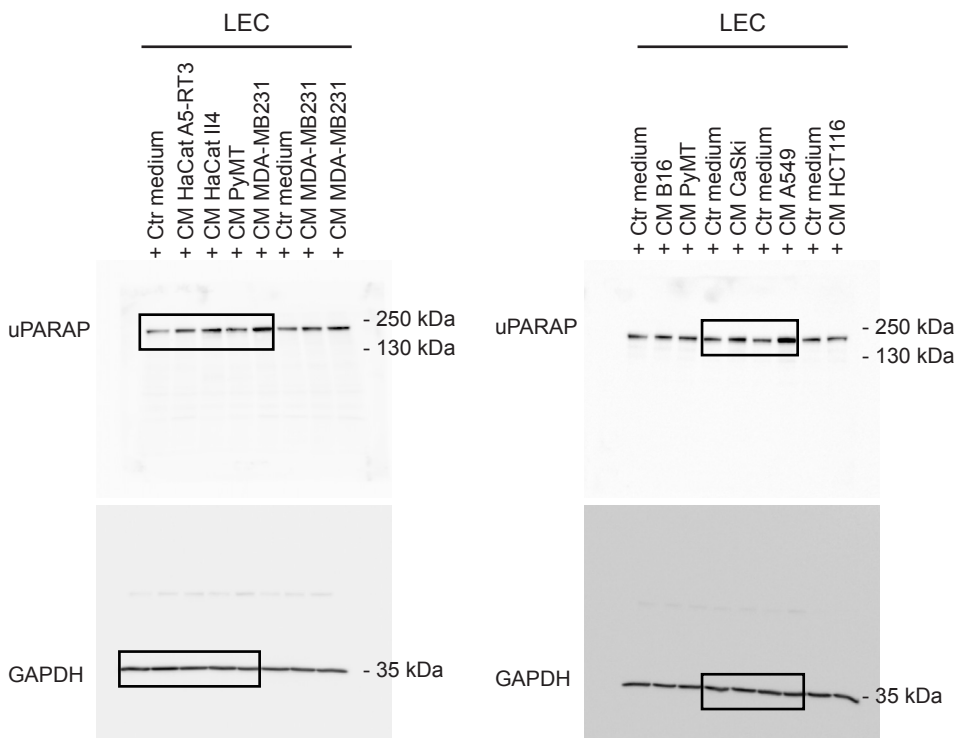 LEC
+ Ctr medium
+ CM HaCat A5-RT3
+ CM HaCat II4
+ CM PyMT
+ CM MDA-MB231
+ Ctr medium
+ CM MDA-MB231
+ CM MDA-MB231
uPARAP
- 250 kDa
- 130 kDa
GAPDH
- 35 kDa
LEC
+ Ctr medium
+ CM B16
+ CM PyMT
+ Ctr medium
+ CM CaSki
+ Ctr medium
+ CM A549
+ Ctr medium
+ CM HCT116
uPARAP
- 250 kDa
- 130 kDa
GAPDH
- 35 kDa